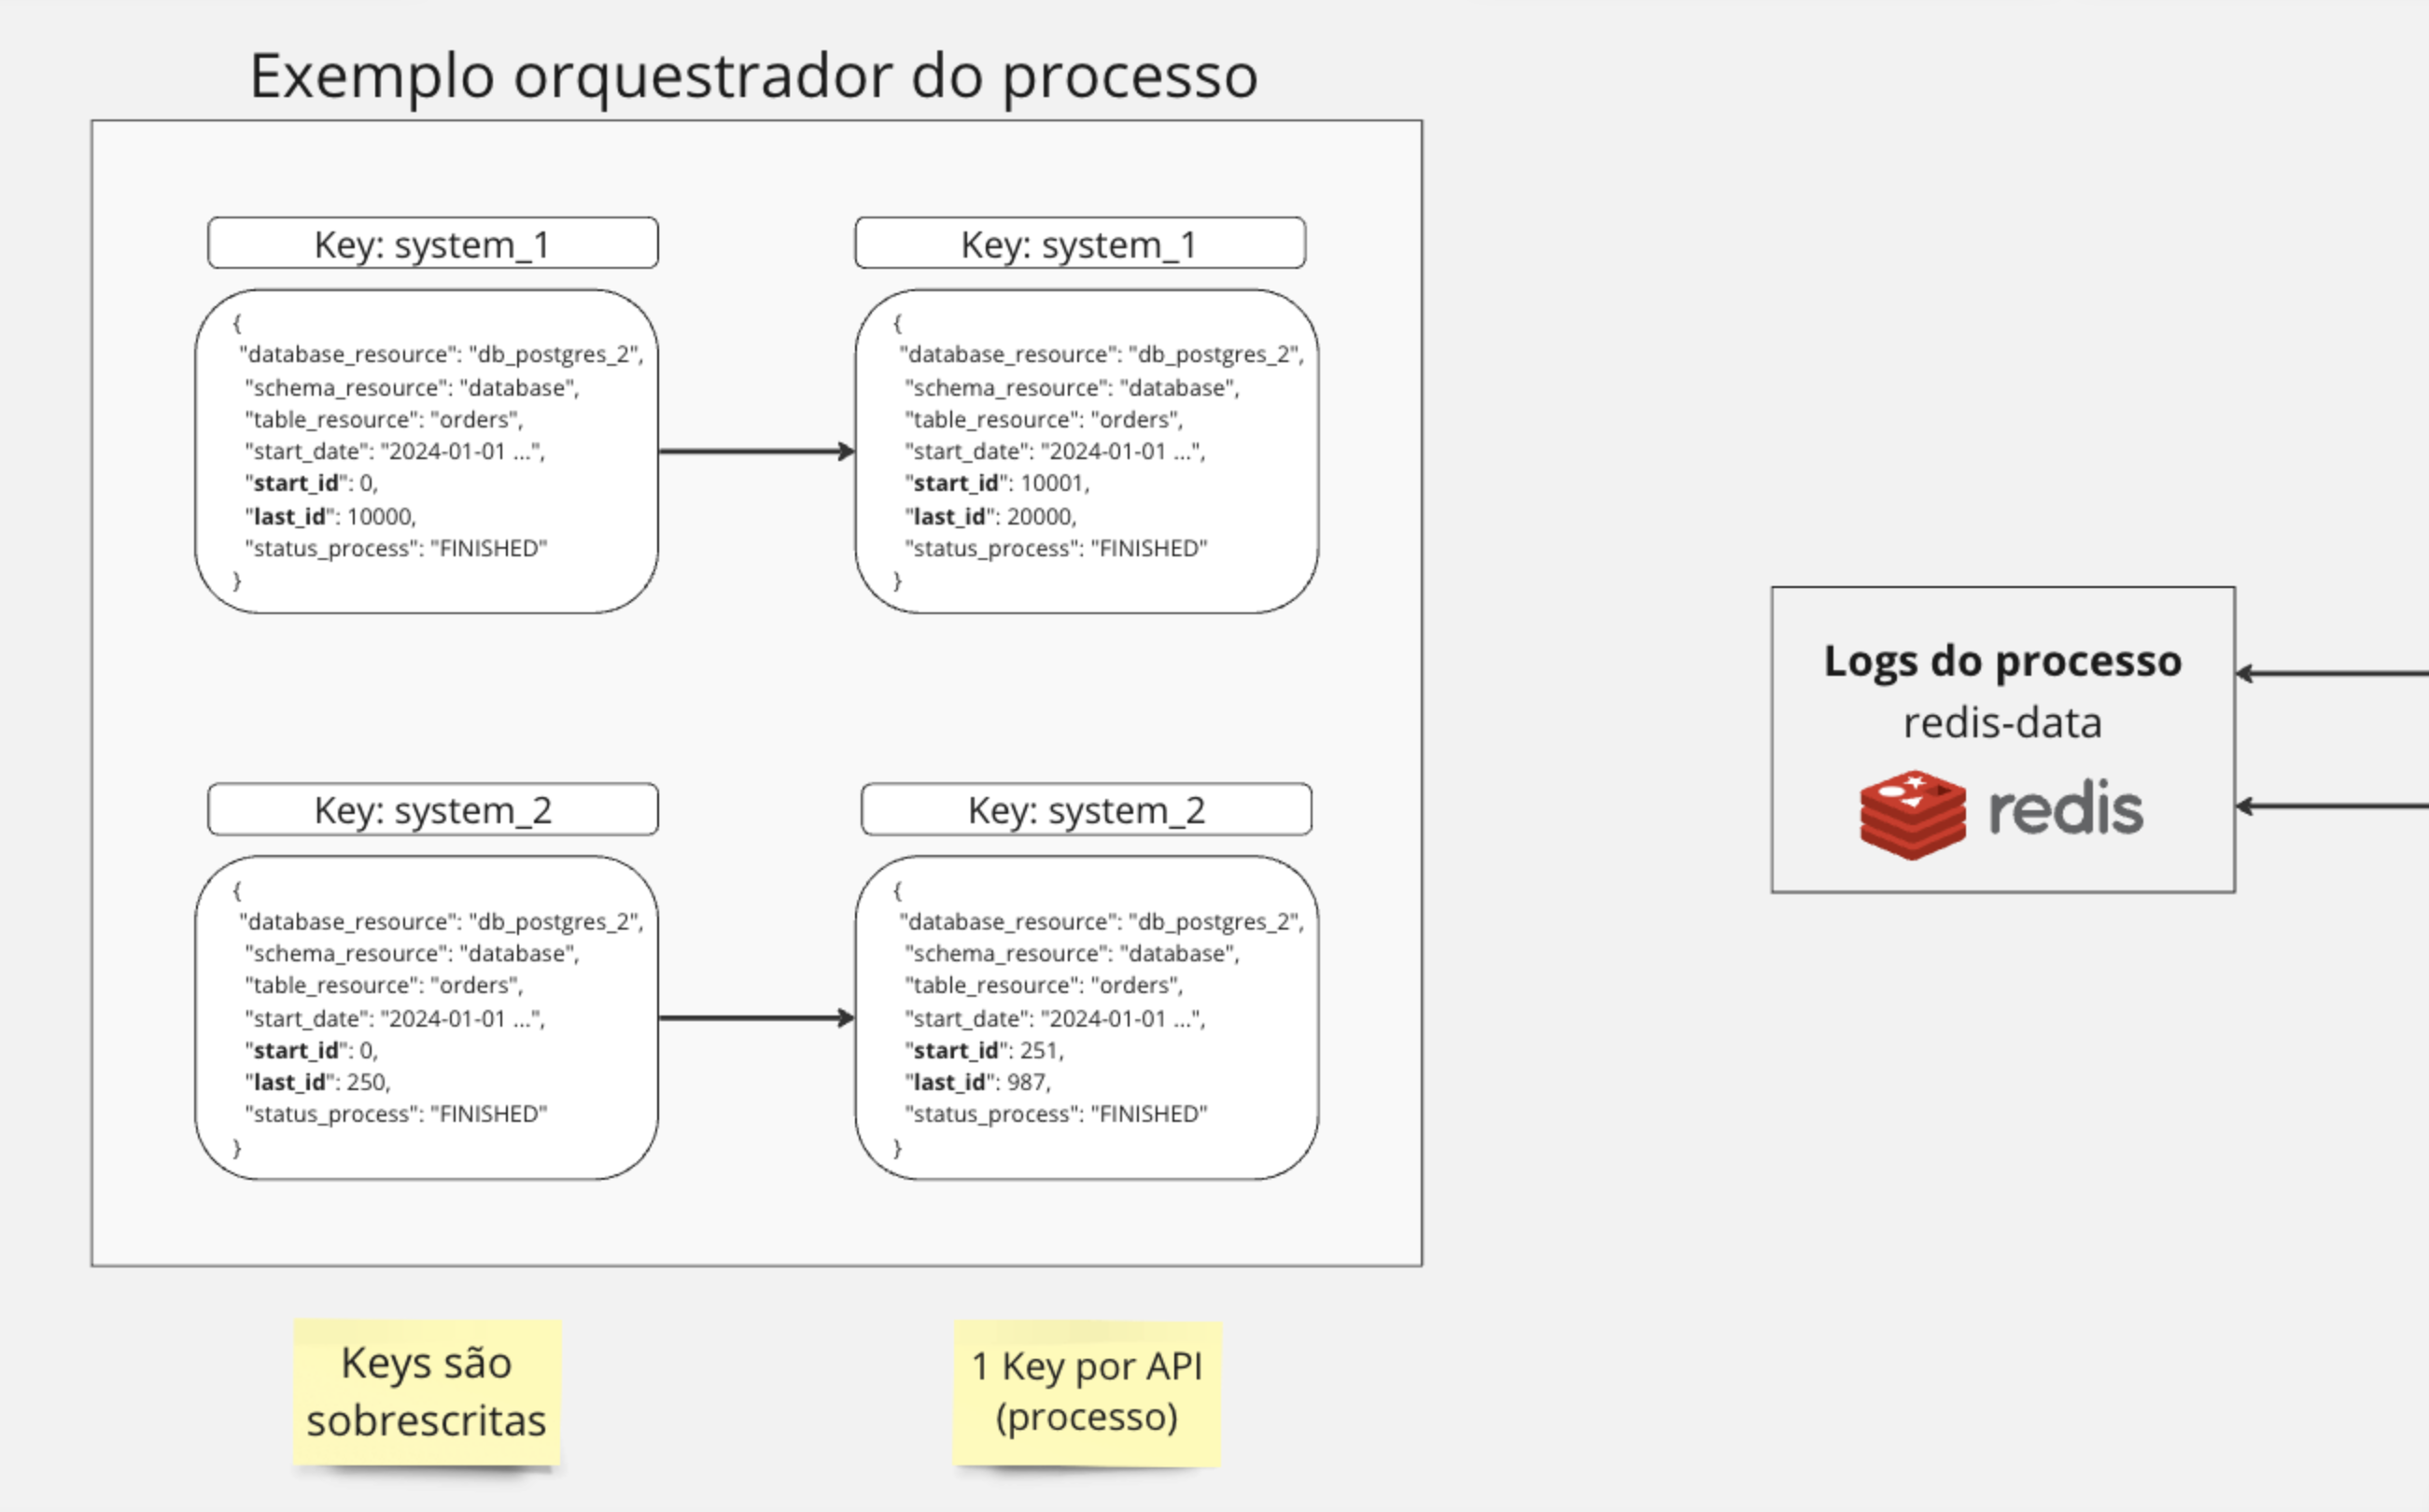 Exemplo orquestrador do processo
Key: system_1
{
"database_resource": "db_postgres_2",
"schema_resource": "database",
"table_resource": "orders",
"start_date": "2024-01-01 ...",
"start_id": 0,
"last_id": 10000,
"status_process": "FINISHED"
}
Key: system_1
{
"database_resource": "db_postgres_2",
"schema_resource": "database",
"table_resource": "orders",
"start_date": "2024-01-01 ...",
"start_id": 10001,
"last_id": 20000,
"status_process": "FINISHED"
}
Key: system_2
{
"database_resource": "db_postgres_2",
"schema_resource": "database",
"table_resource": "orders",
"start_date": "2024-01-01 ...",
"start_id": 0,
"last_id": 250,
"status_process": "FINISHED"
}
Key: system_2
{
"database_resource": "db_postgres_2",
"schema_resource": "database",
"table_resource": "orders",
"start_date": "2024-01-01 ...",
"start_id": 251,
"last_id": 987,
"status_process": "FINISHED"
}
Keys são
sobrescritas
1 Key por API
(processo)
Logs do processo
redis-data
redis